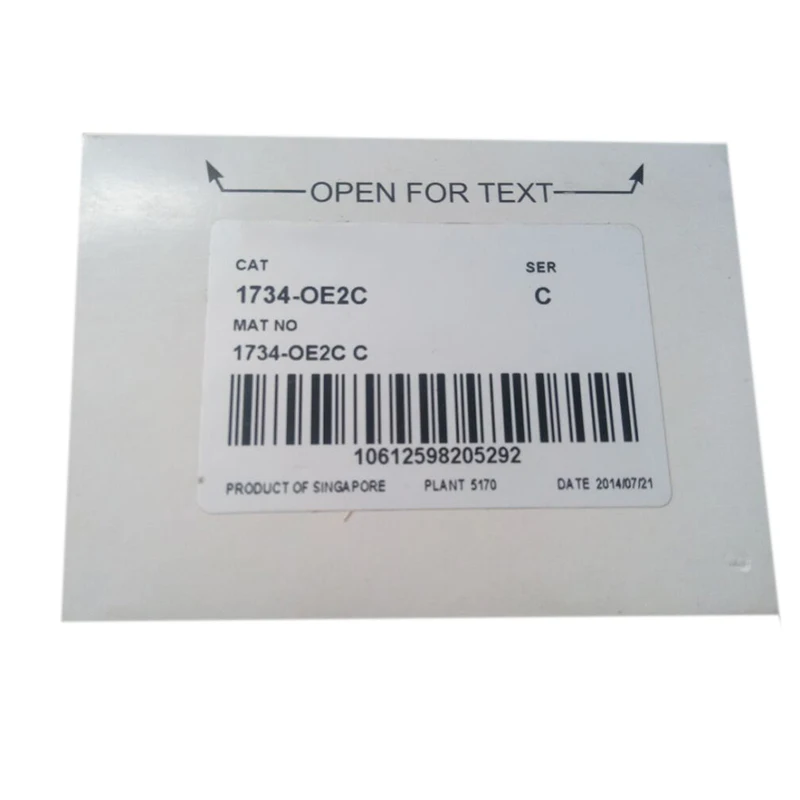 OPEN FOR TEXT
CAT SER
1734-OE2C C
MAT NO
1734-OE2C C
10612598205292
PRODUCT OF SINGAPORE PLANT 5170 DATE 2014/07/21